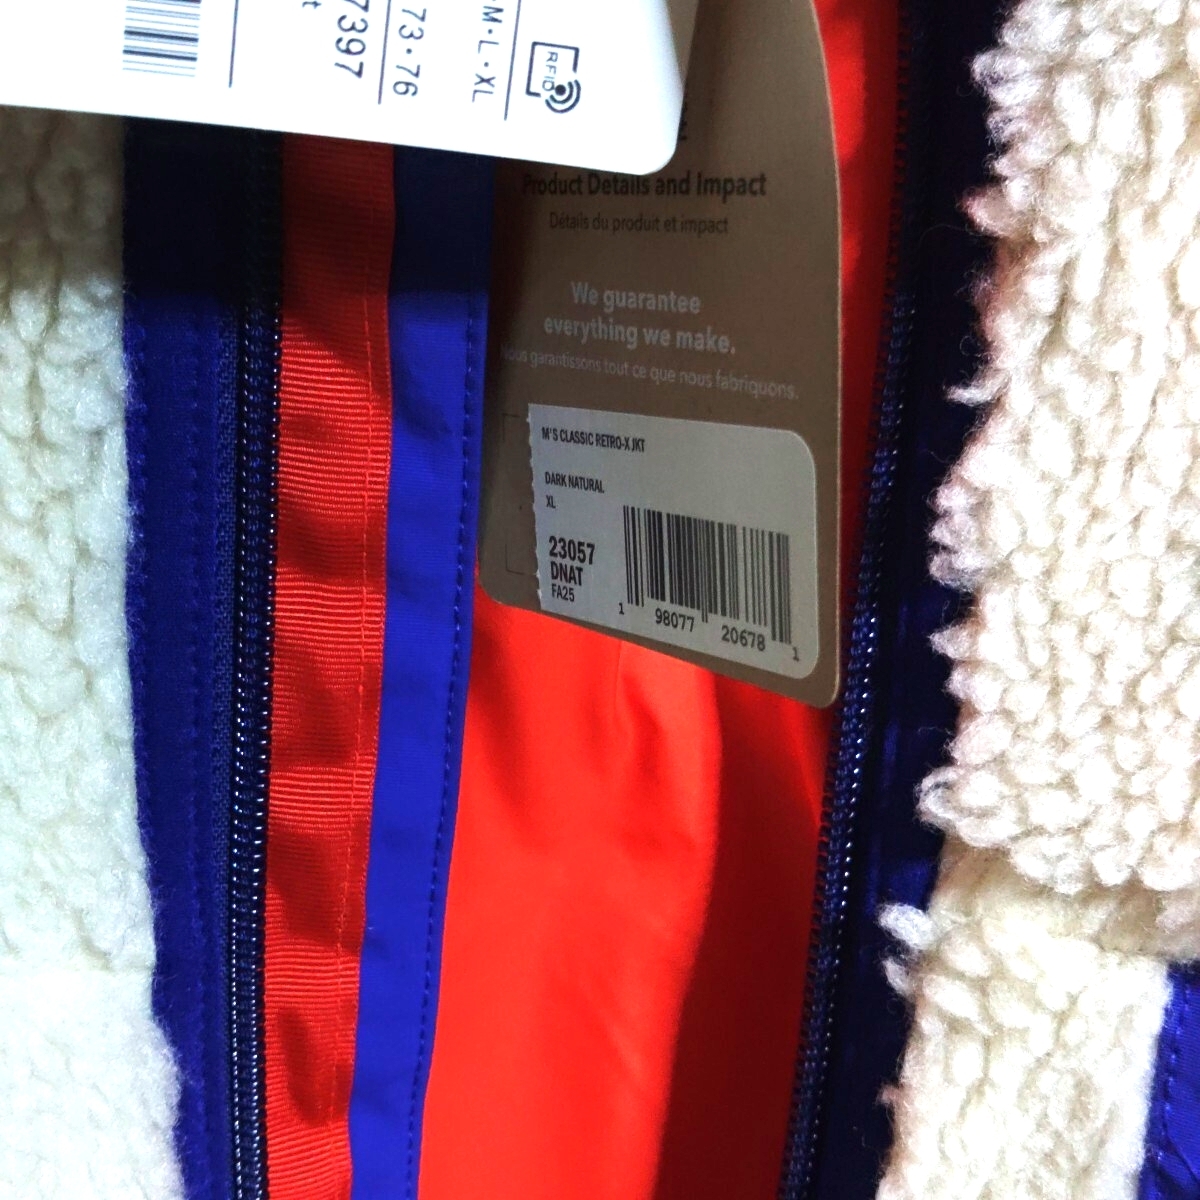 M・L・XL
73・76
7397
RFID
Product Details and Impact
Détails du produit et impact
We guarantee
everything we make.
Nous garantissons tout ce que nous fabriquons.
M'S CLASSIC RETRO-X JKT
DARK NATURAL
XL
23057
DNAT
FA25
1 98077 20678 1